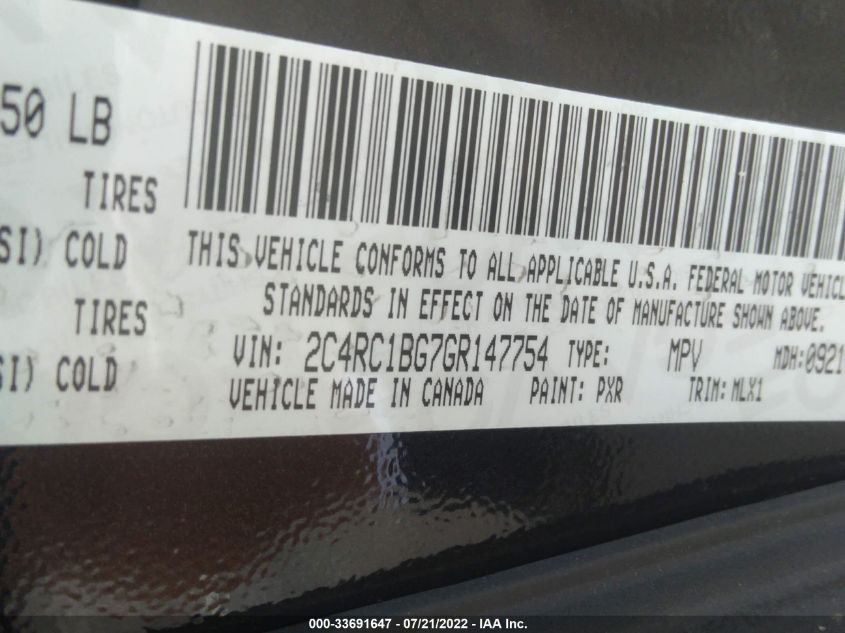 50 LB
TIRES
SI) COLD
TIRES
SI) COLD
THIS VEHICLE CONFORMS TO ALL APPLICABLE U.S.A. FEDERAL MOTOR VEHICL
STANDARDS IN EFFECT ON THE DATE OF MANUFACTURE SHOWN ABOVE.
VIN: 2C4RC1BG7GR147754 TYPE: MPV MDH:0921
VEHICLE MADE IN CANADA PAINT: PXR TRIM: MLX1
000-33691647 - 07/21/2022 - IAA Inc.